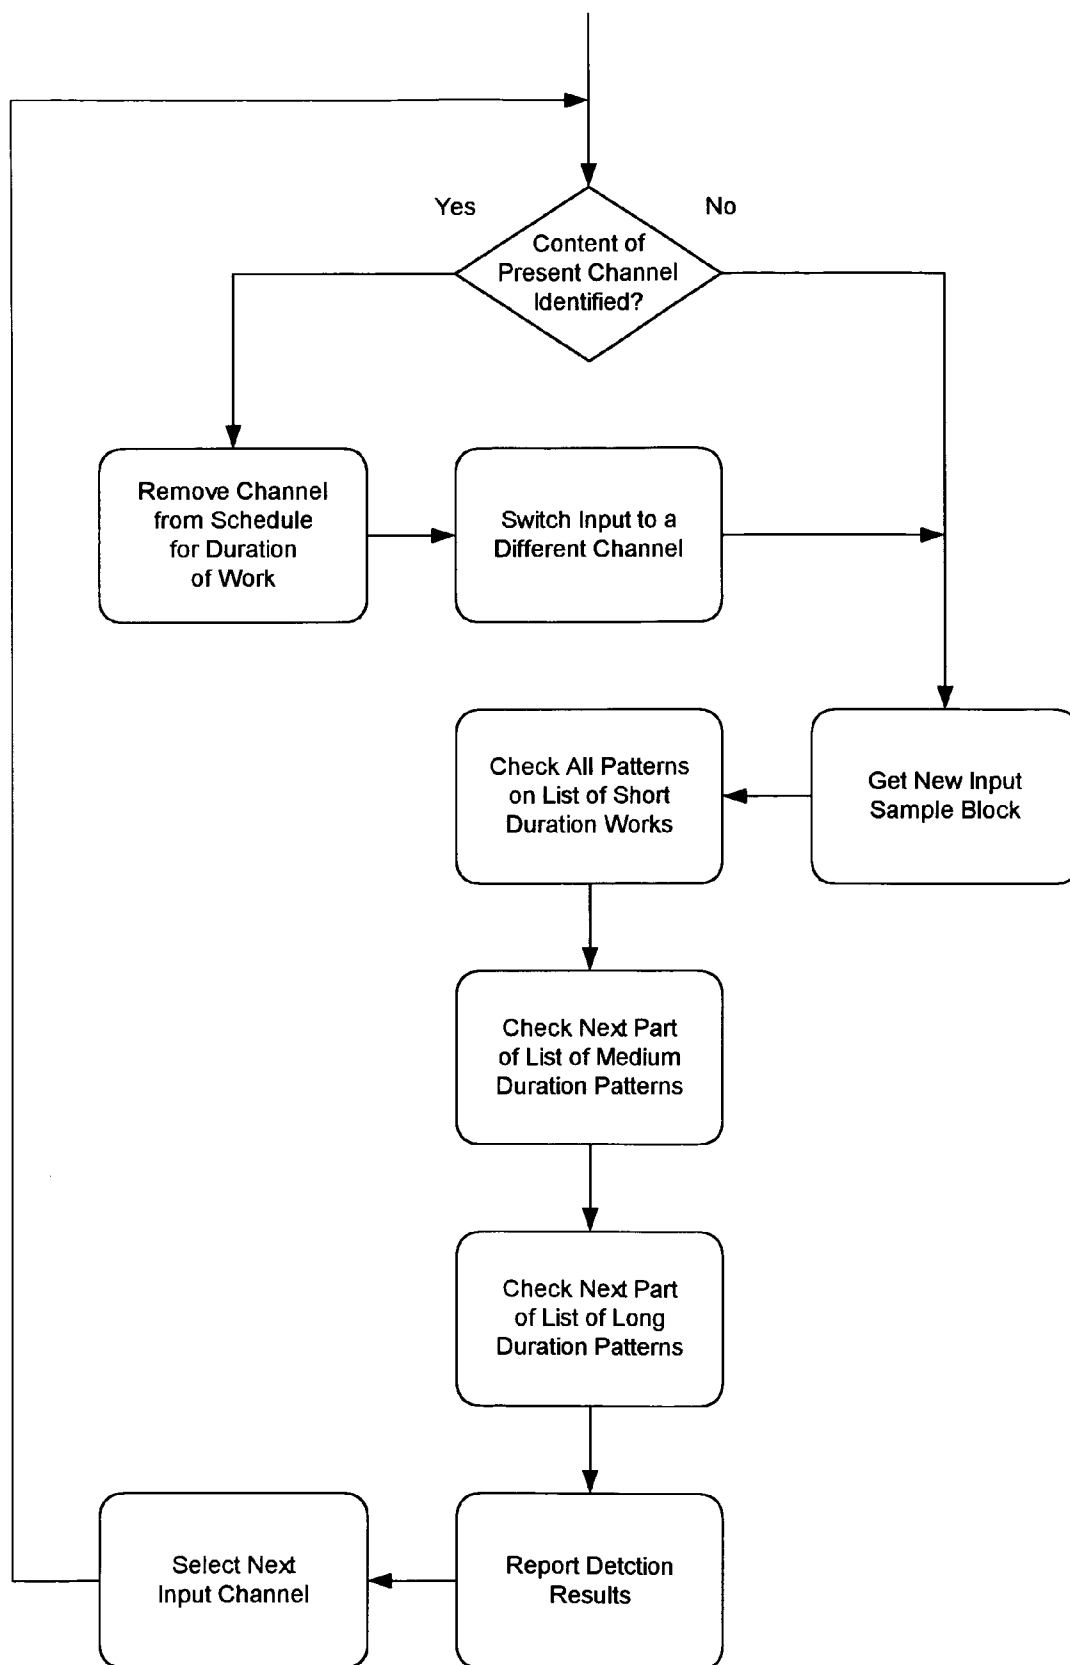 Yes
No
Content of
Present Channel
Identified?
Remove Channel
from Schedule
for Duration
of Work
Switch Input to a
Different Channel
Check All Patterns
on List of Short
Duration Works
Get New Input
Sample Block
Check Next Part
of List of Medium
Duration Patterns
Check Next Part
of List of Long
Duration Patterns
Select Next
Input Channel
Report Detction
Results